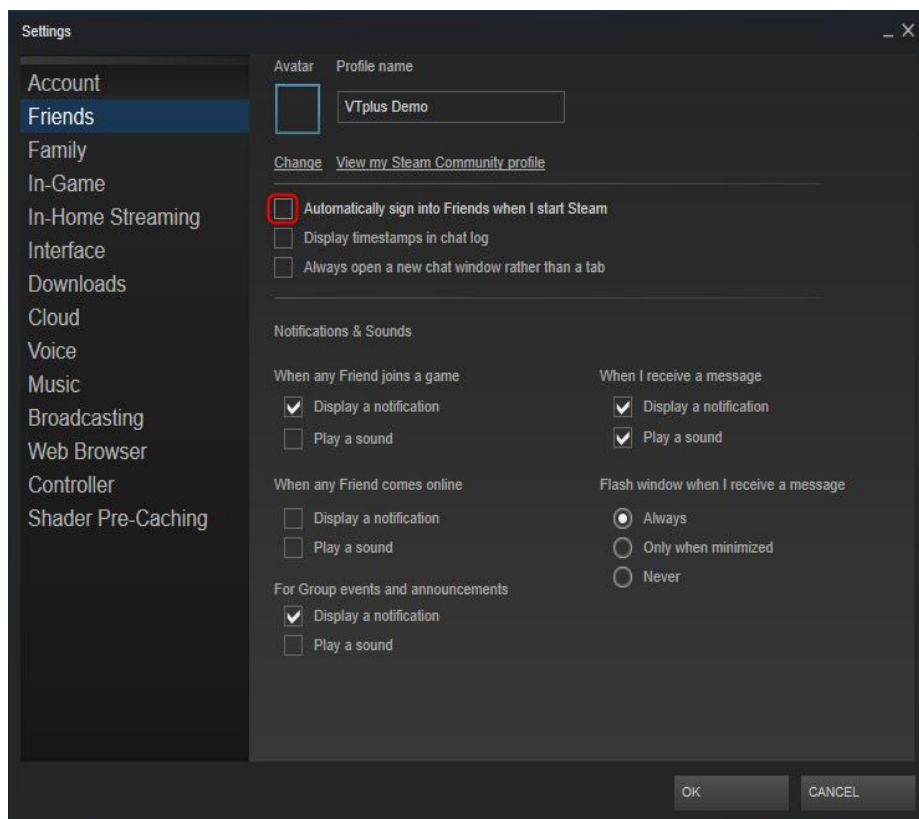 Settings
Account
Friends
Family
In-Game
In-Home Streaming
Interface
Downloads
Cloud
Voice
Music
Broadcasting
Web Browser
Controller
Shader Pre-Caching
Avatar Profile name
VTplus Demo
Change View my Steam Community profile
Automatically sign into Friends when I start Steam
Display timestamps in chat log
Always open a new chat window rather than a tab
Notifications & Sounds
When any Friend joins a game
Display a notification
Play a sound
When any Friend comes online
Display a notification
Play a sound
For Group events and announcements
Display a notification
Play a sound
When I receive a message
Display a notification
Play a sound
Flash window when I receive a message
Always
Only when minimized
Never
OK CANCEL